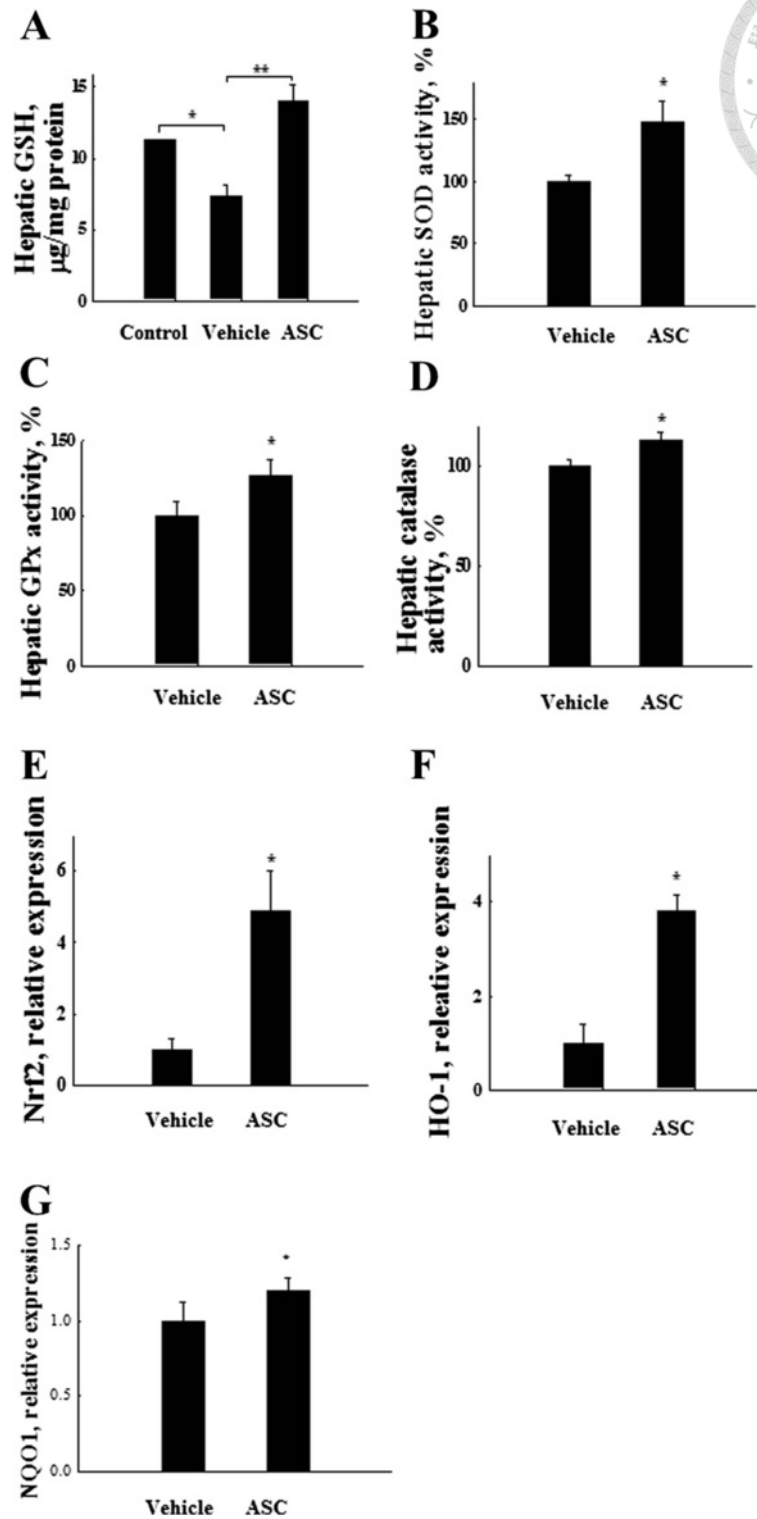 A
Hepatic GSH,
µg/mg protein
15
10
5
0
*
**
Control Vehicle ASC
B
Hepatic SOD activity, %
150
100
50
0
*
Vehicle ASC
C
Hepatic GPx activity, %
150
100
50
0
*
Vehicle ASC
D
Hepatic catalase
activity, %
100
50
0
*
Vehicle ASC
E
Nrf2, relative expression
6
4
2
0
*
Vehicle ASC
F
HO-1, releative expression
4
2
0
*
Vehicle ASC
G
NQO1, relative expression
1.5
1.0
0.5
0.0
*
Vehicle ASC